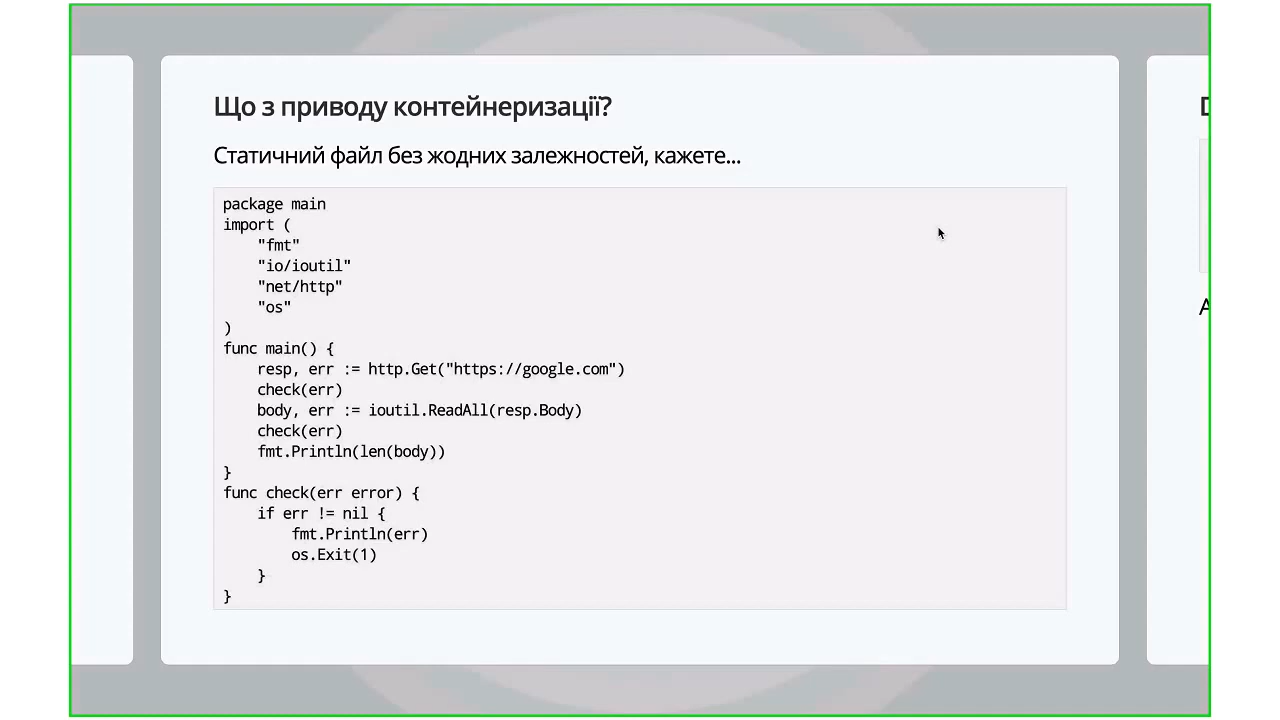 Що з приводу контейнеризації?
Статичний файл без жодних залежностей, кажете...
package main
import (
    "fmt"
    "io/ioutil"
    "net/http"
    "os"
)
func main() {
    resp, err := http.Get("https://google.com")
    check(err)
    body, err := ioutil.ReadAll(resp.Body)
    check(err)
    fmt.Println(len(body))
}
func check(err error) {
    if err != nil {
        fmt.Println(err)
        os.Exit(1)
    }
}